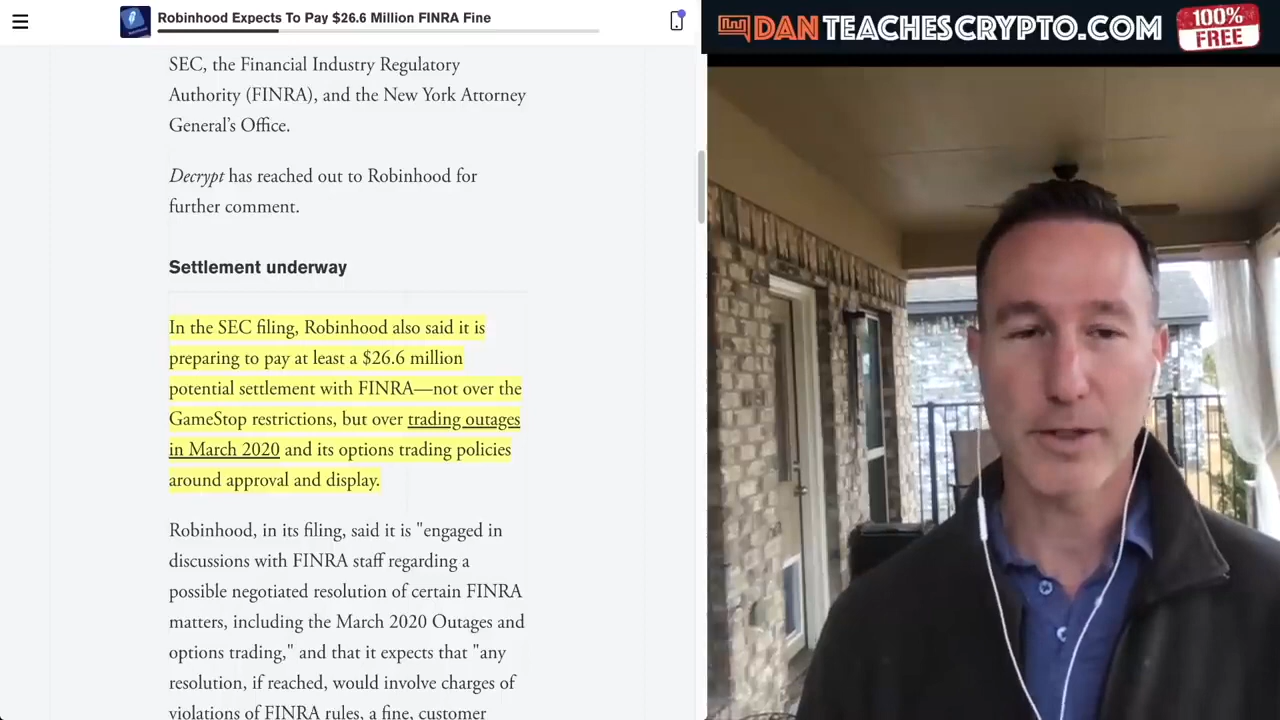 Robinhood Expects To Pay $26.6 Million FINRA Fine
SEC, the Financial Industry Regulatory
Authority (FINRA), and the New York Attorney
General’s Office.
Decrypt has reached out to Robinhood for
further comment.
Settlement underway
In the SEC filing, Robinhood also said it is
preparing to pay at least a $26.6 million
potential settlement with FINRA—not over the
GameStop restrictions, but over trading outages
in March 2020 and its options trading policies
around approval and display.
Robinhood, in its filing, said it is "engaged in
discussions with FINRA staff regarding a
possible negotiated resolution of certain FINRA
matters, including the March 2020 Outages and
options trading," and that it expects that "any
resolution, if reached, would involve charges of
violations of FINRA rules, a fine, customer
DANTEACHESCRYPTO.COM
100%
FREE